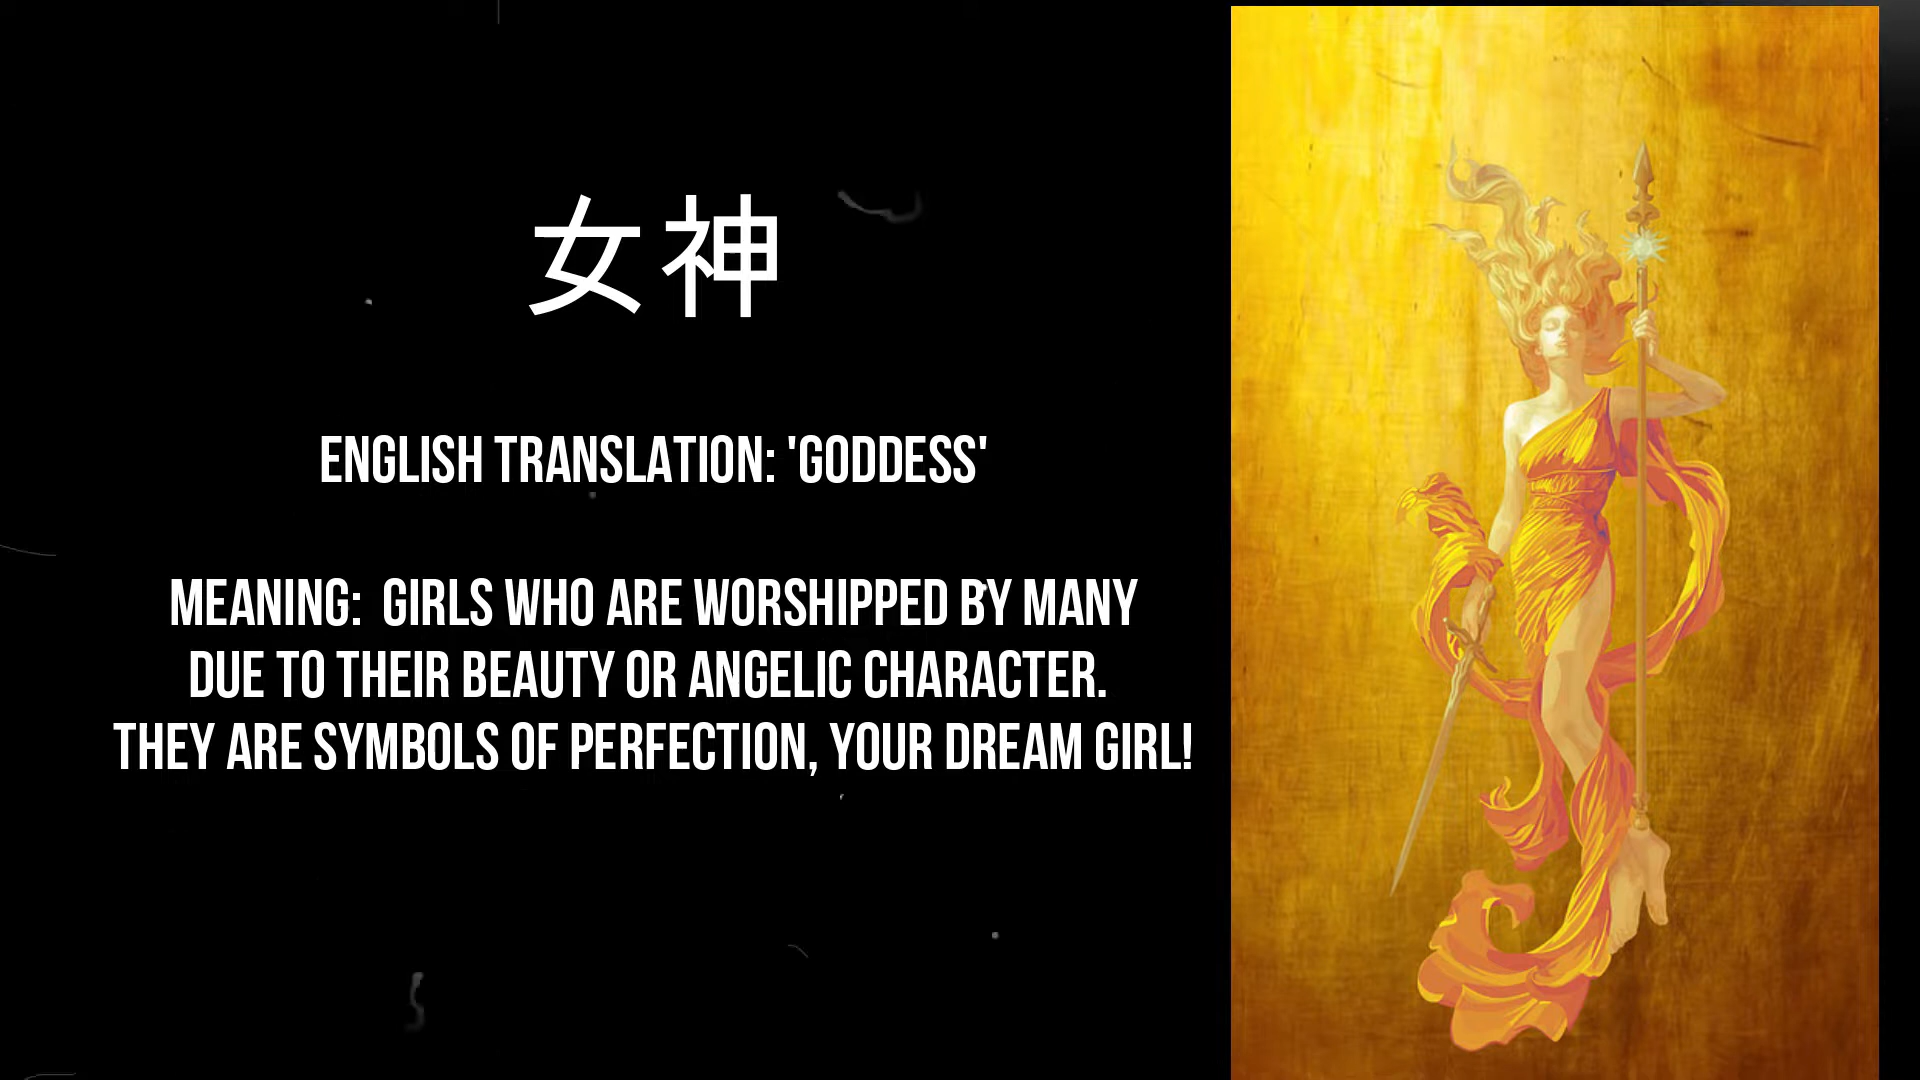 女神
ENGLISH TRANSLATION: 'GODDESS'
MEANING: GIRLS WHO ARE WORSHIPPED BY MANY
DUE TO THEIR BEAUTY OR ANGELIC CHARACTER.
THEY ARE SYMBOLS OF PERFECTION, YOUR DREAM GIRL!